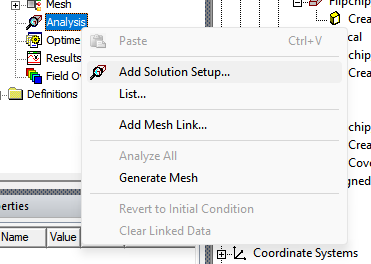 Mesh
Analysis
Optime
Results
Field Ov
Definitions
Paste Ctrl+V
Add Solution Setup...
List...
Add Mesh Link...
Analyze All
Generate Mesh
Revert to Initial Condition
Clear Linked Data
perties
Name Value
Flipchip
Crea
cal
chip
Crea
chip
Crea
Cove
gned
Coordinate Systems